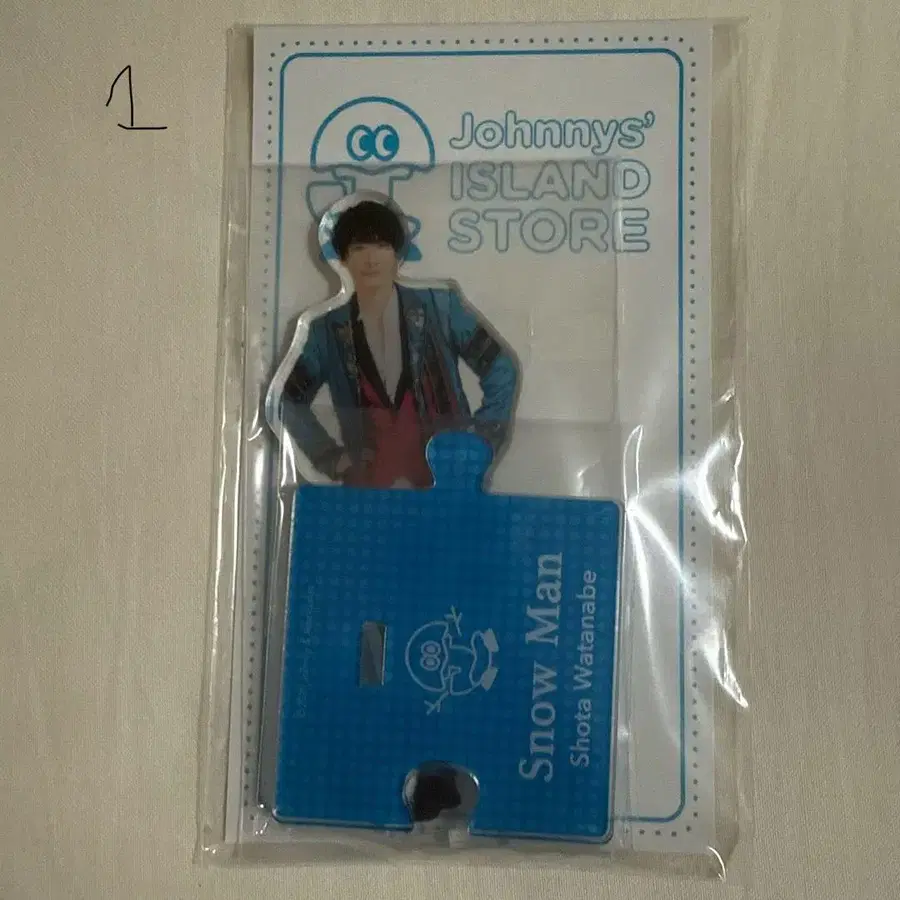 1
Johnnys'
ISLAND
STORE
Snow Man
Shota Watanabe